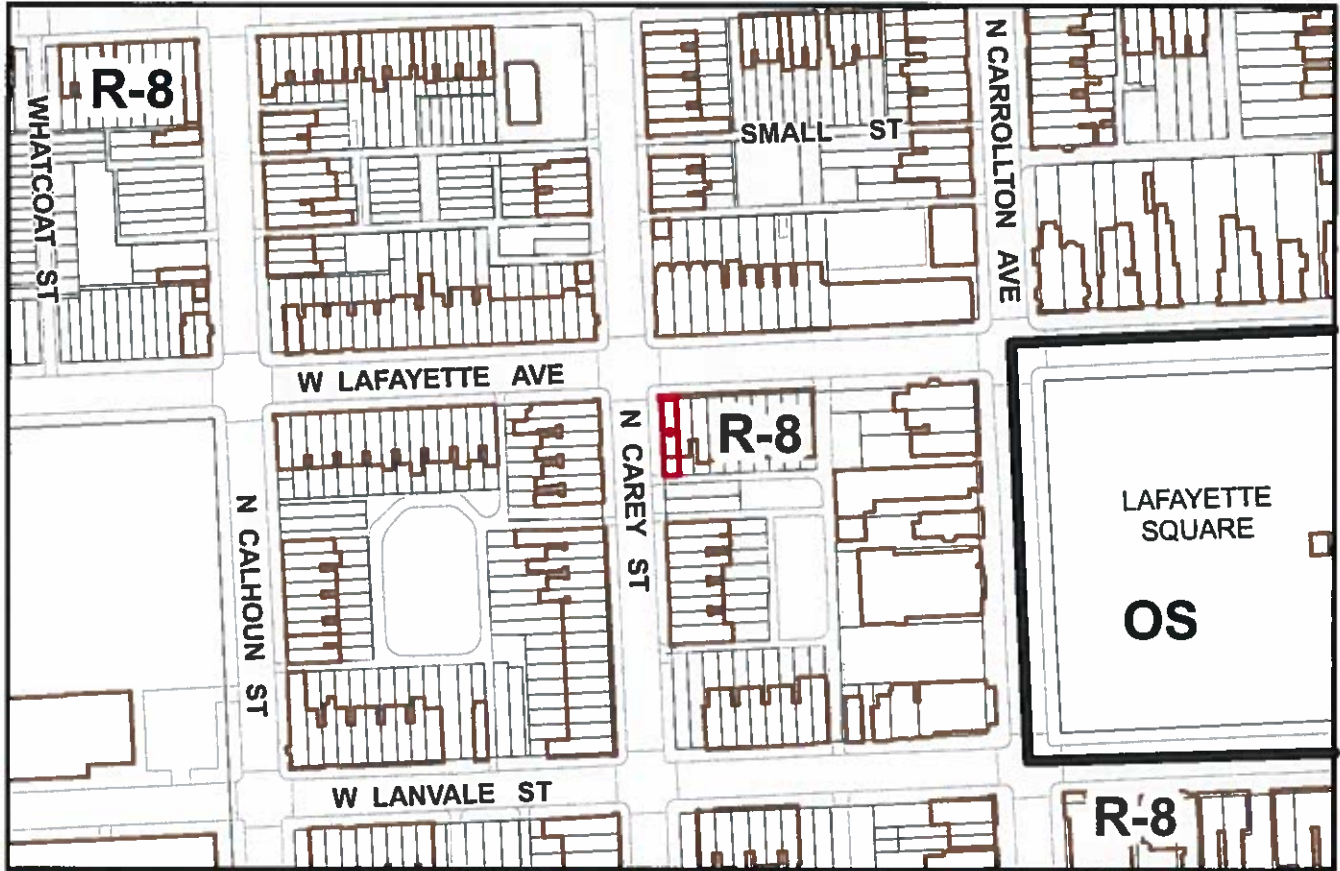 R-8
WHATCOAT ST
SMALL ST
N CARROLLTON AVE
W LAFAYETTE AVE
N CALHOUN ST
N CAREY ST
R-8
LAFAYETTE
SQUARE
OS
W LANVALE ST
R-8